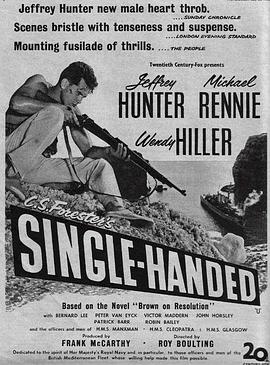 Jeffrey Hunter new male heart throb.
....SUNDAY CHRONICLE
Scenes bristle with tenseness and suspense.
....LONDON EVENING STANDARD
Mounting fusilade of thrills. ....THE PEOPLE
Twentieth Century-Fox presents
Jeffrey HUNTER Michael RENNIE
Wendy HILLER
C.S. Forester's
SINGLE-HANDED
U
Based on the Novel "Brown on Resolution"
with BERNARD LEE PETER VAN EYCK VICTOR MADDERN JOHN HORSLEY
PATRICK BARR ROBIN BAILEY
and the officers and men of H.M.S. MANXMAN · H.M.S. CLEOPATRA : H.M.S. GLASGOW
Produced by Directed by
FRANK McCARTHY ROY BOULTING
Dedicated to the spirit of Her Majesty's Royal Navy and, in particular, to those officers and men of the
British Mediterranean Fleet whose willing help made this film possible.
20
CENTURY-FOX